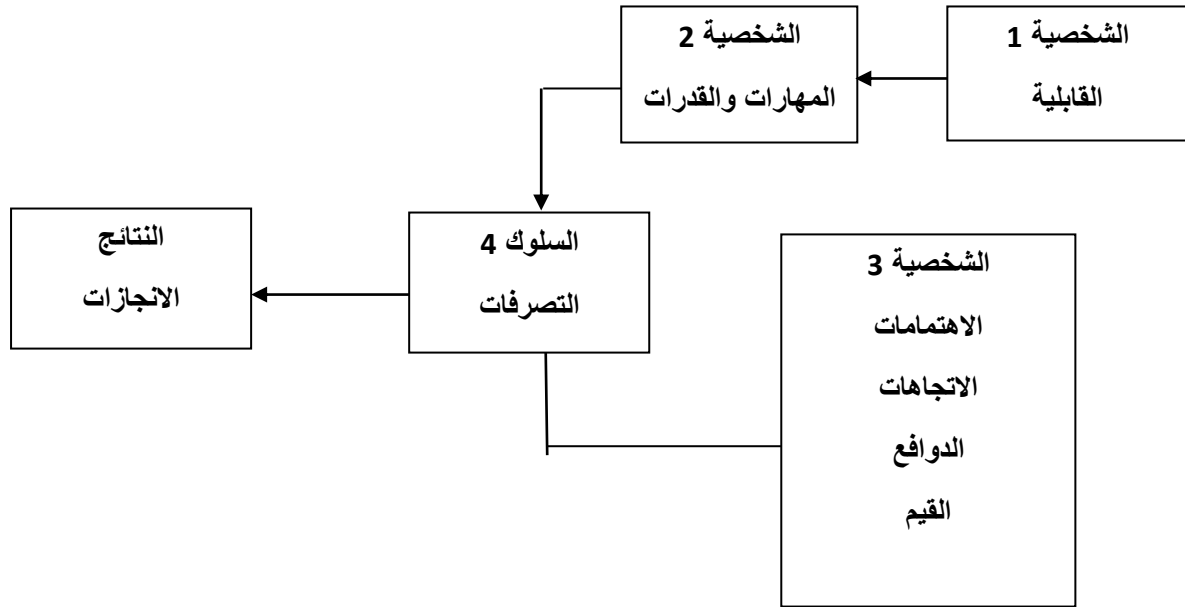 الشخصية 1
القابلية
الشخصية 2
المهارات والقدرات
الشخصية 3
الاهتمامات
الاتجاهات
الدوافع
القيم
السلوك 4
التصرفات
النتائج
الانجازات